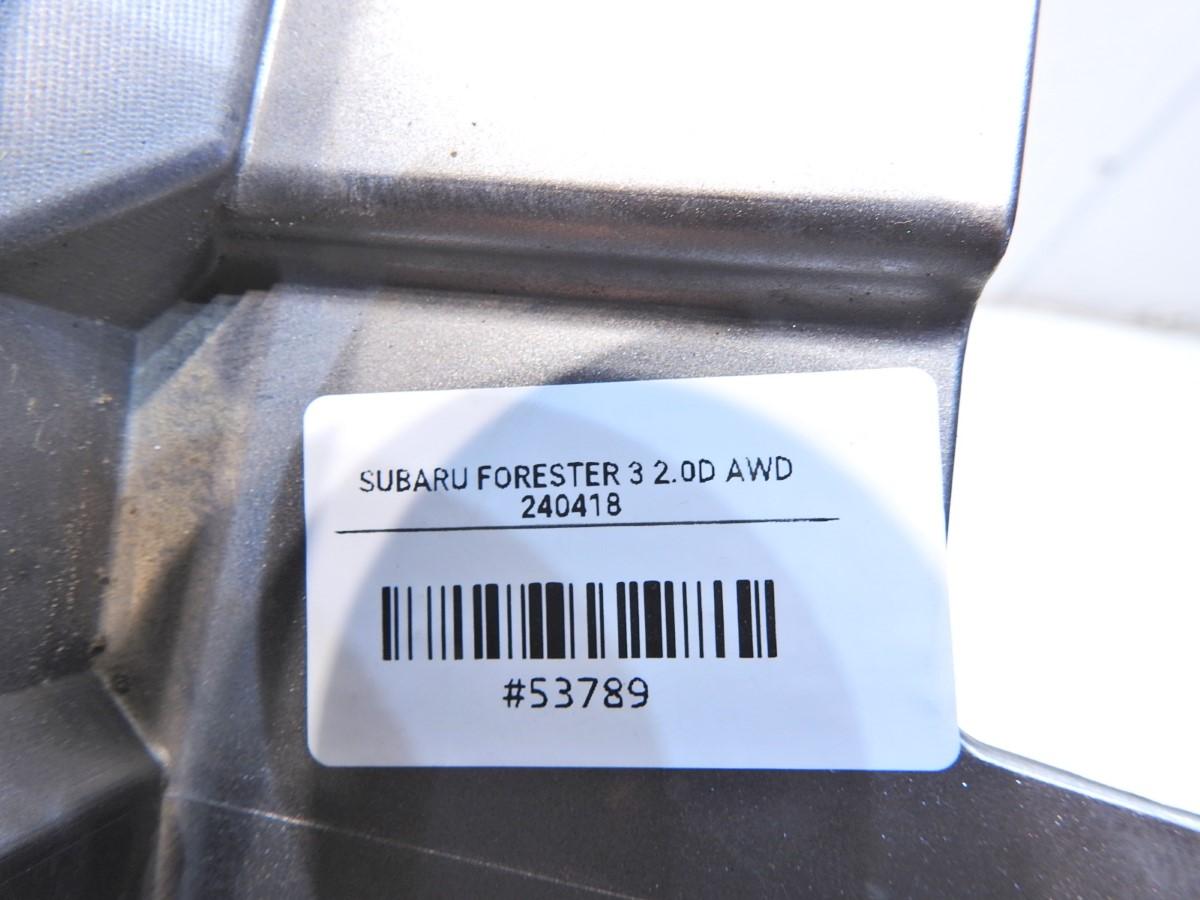 SUBARU FORESTER 3 2.0D AWD
240418
#53789